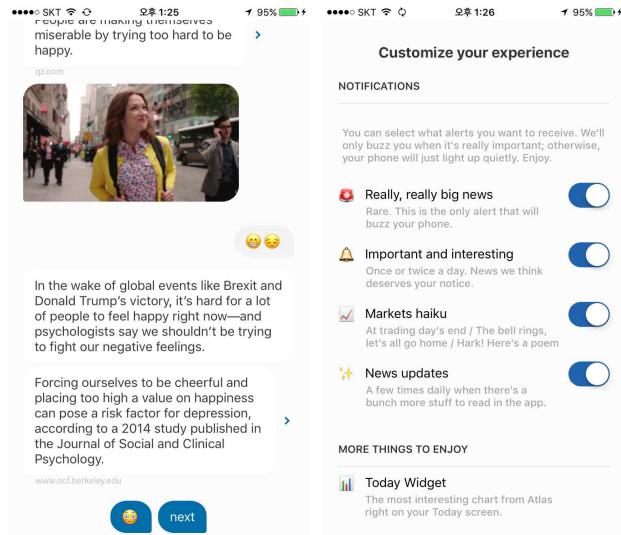 SKT 오후 1:25 95%
People are making themselves
miserable by trying too hard to be
happy.
qz.com
In the wake of global events like Brexit and
Donald Trump's victory, it's hard for a lot
of people to feel happy right now—and
psychologists say we shouldn't be trying
to fight our negative feelings.
Forcing ourselves to be cheerful and
placing too high a value on happiness
can pose a risk factor for depression,
according to a 2014 study published in
the Journal of Social and Clinical
Psychology.
www.ocf.berkeley.edu
next
SKT 오후 1:26 95%
Customize your experience
NOTIFICATIONS
You can select what alerts you want to receive. We'll
only buzz you when it's really important; otherwise,
your phone will just light up quietly. Enjoy.
Really, really big news
Rare. This is the only alert that will
buzz your phone.
Important and interesting
Once or twice a day. News we think
deserves your notice.
Markets haiku
At trading day's end / The bell rings,
let's all go home / Hark! Here's a poem
News updates
A few times daily when there's a
bunch more stuff to read in the app.
MORE THINGS TO ENJOY
Today Widget
The most interesting chart from Atlas
right on your Today screen.